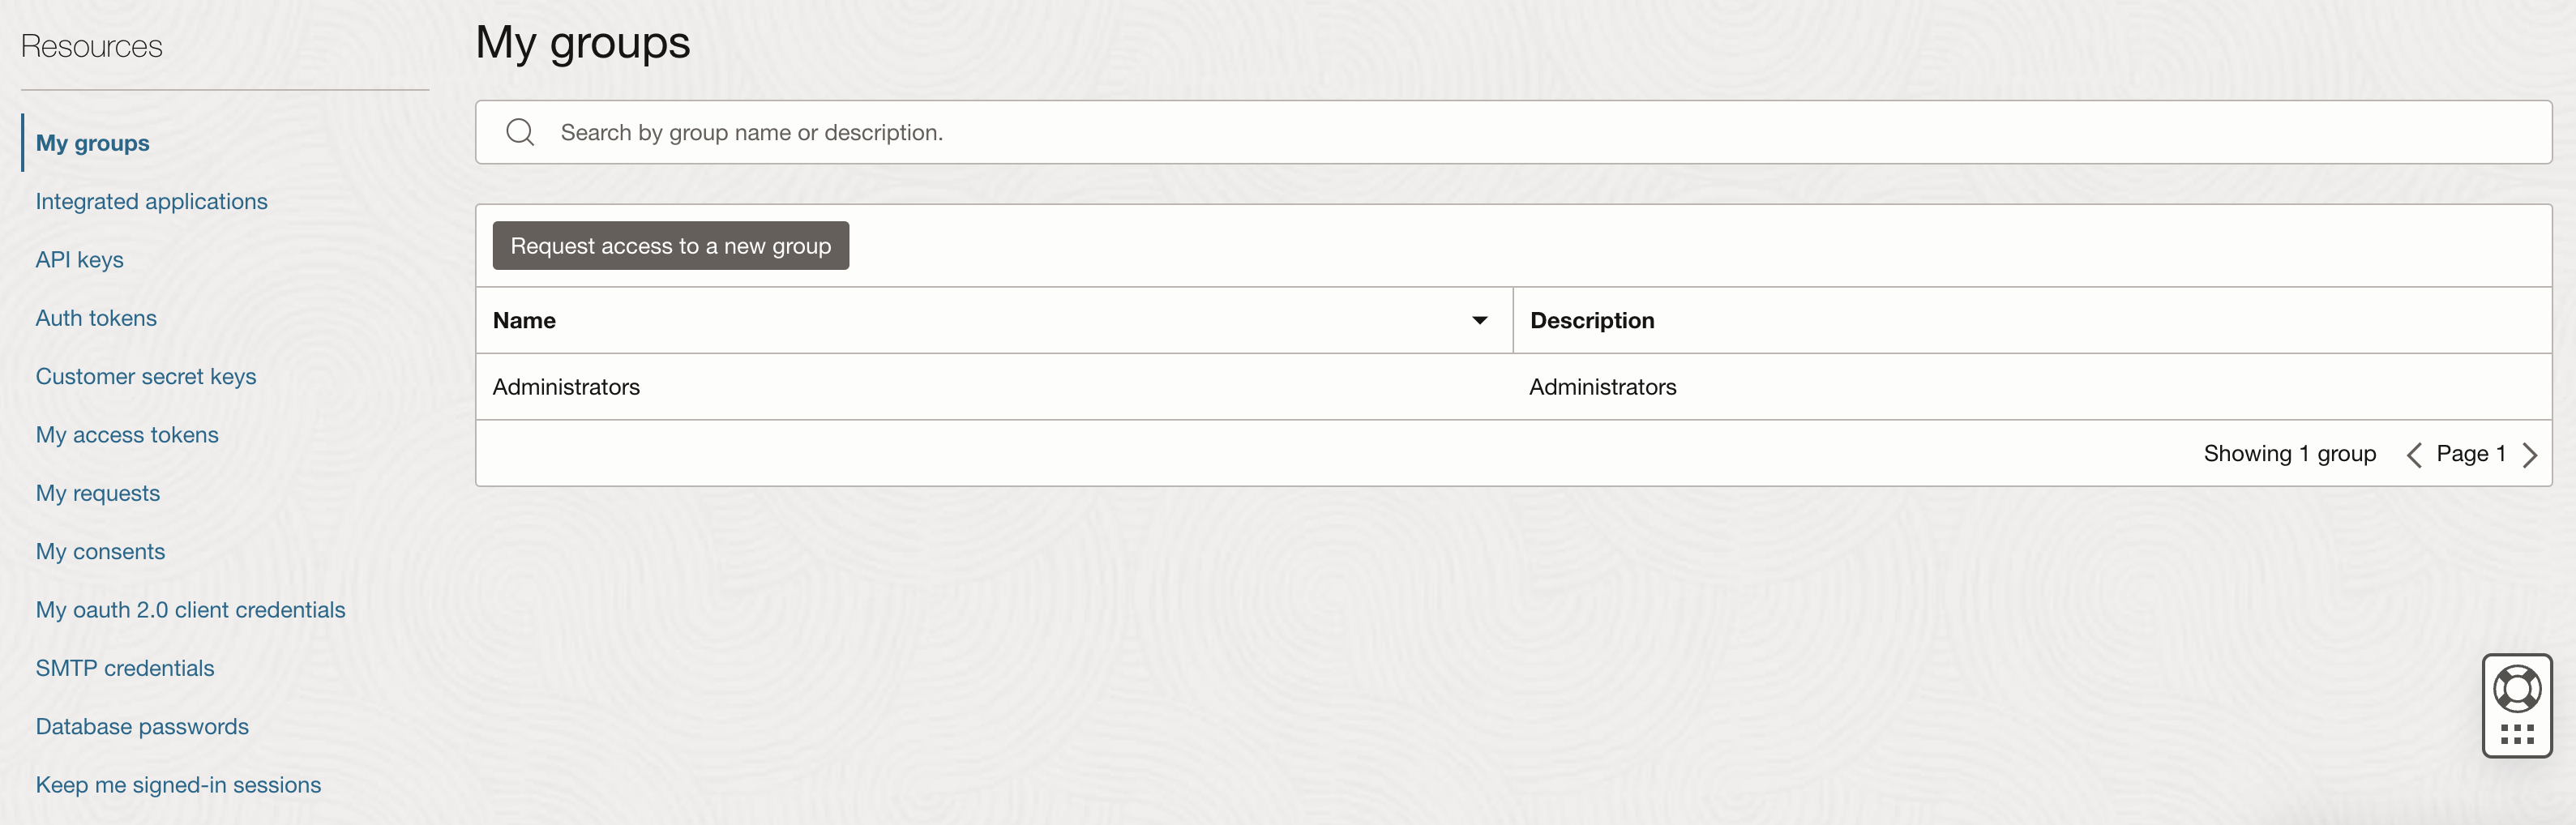 Resources
My groups
Integrated applications
API keys
Auth tokens
Customer secret keys
My access tokens
My requests
My consents
My oauth 2.0 client credentials
SMTP credentials
Database passwords
Keep me signed-in sessions
My groups
Search by group name or description.
Request access to a new group
Name Description
Administrators Administrators
Showing 1 group Page 1